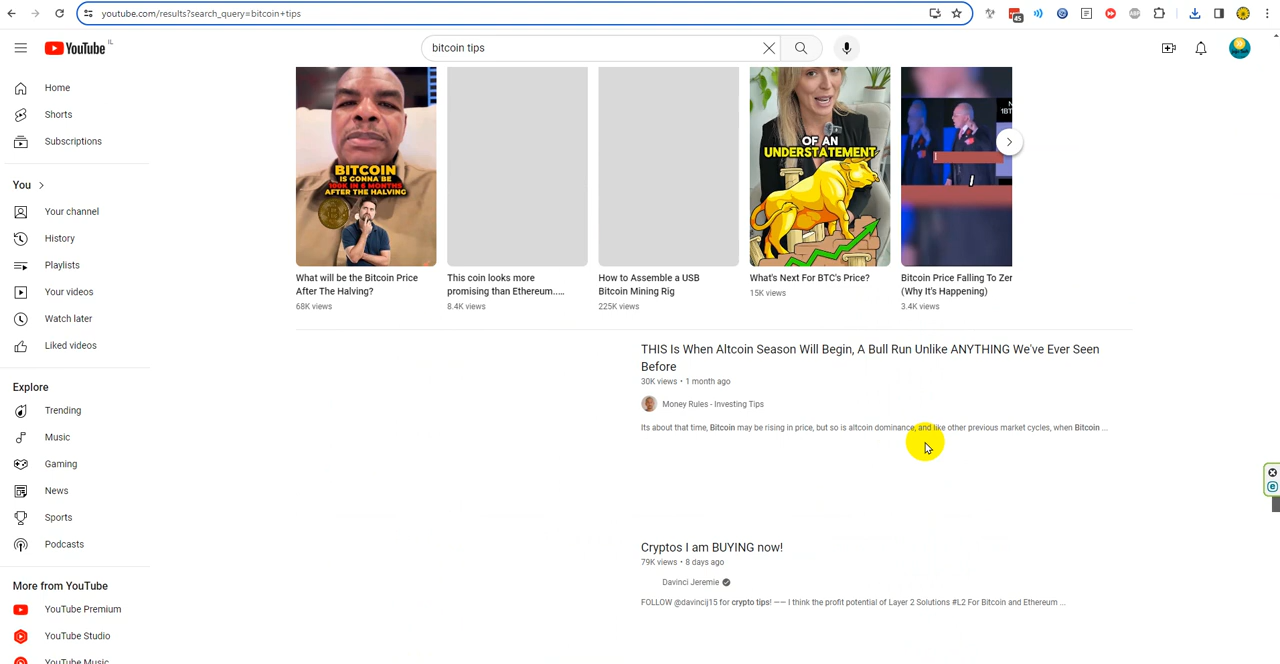 youtube.com/results?search_query=bitcoin+tips
45
YouTube IL
bitcoin tips
Home
Shorts
Subscriptions
You
Your channel
History
Playlists
Your videos
Watch later
Liked videos
Explore
Trending
Music
Gaming
News
Sports
Podcasts
More from YouTube
YouTube Premium
YouTube Studio
YouTube Music
BITCOIN
IS GONNA BE
100K IN 6 MONTHS
AFTER THE HALVING
What will be the Bitcoin Price
After The Halving?
68K views
This coin looks more
promising than Ethereum.....
8.4K views
How to Assemble a USB
Bitcoin Mining Rig
225K views
OF AN
UNDERSTATEMENT
What's Next For BTC's Price?
15K views
Bitcoin Price Falling To Zer
(Why It's Happening)
3.4K views
THIS Is When Altcoin Season Will Begin, A Bull Run Unlike ANYTHING We've Ever Seen
Before
30K views • 1 month ago
Money Rules - Investing Tips
Its about that time, Bitcoin may be rising in price, but so is altcoin dominance, and like other previous market cycles, when Bitcoin ...
Cryptos I am BUYING now!
79K views • 8 days ago
Davinci Jeremie
FOLLOW @davincij15 for crypto tips! —– I think the profit potential of Layer 2 Solutions #L2 For Bitcoin and Ethereum ...